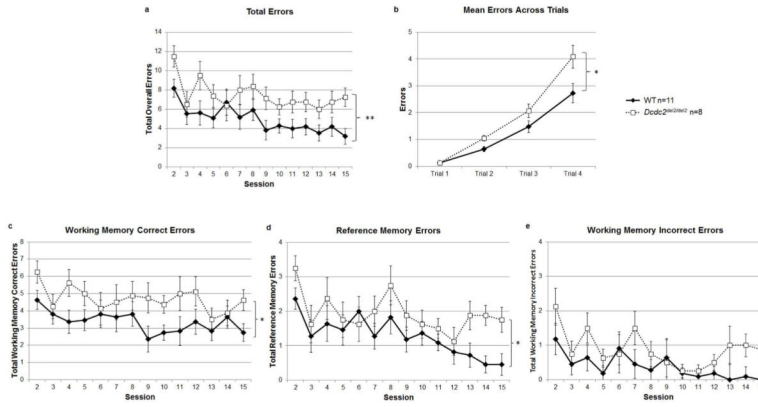 a Total Errors
Total Overall Errors
14
12
10
8
6
4
2
0
2 3 4 5 6 7 8 9 10 11 12 13 14 15
Session
**
b Mean Errors Across Trials
Errors
5
4
3
2
1
0
Trial 1 Trial 2 Trial 3 Trial 4
*
WT n=11
Dcdc2del2/del2 n=8
c Working Memory Correct Errors
Total Working Memory Correct Errors
8
7
6
5
4
3
2
1
0
2 3 4 5 6 7 8 9 10 11 12 13 14 15
Session
*
d Reference Memory Errors
Total Reference Memory Errors
4
3
2
1
0
2 3 4 5 6 7 8 9 10 11 12 13 14 15
Session
*
e Working Memory Incorrect Errors
Total Working Memory Incorrect Errors
4
3
2
1
0
2 3 4 5 6 7 8 9 10 11 12 13 14
Session